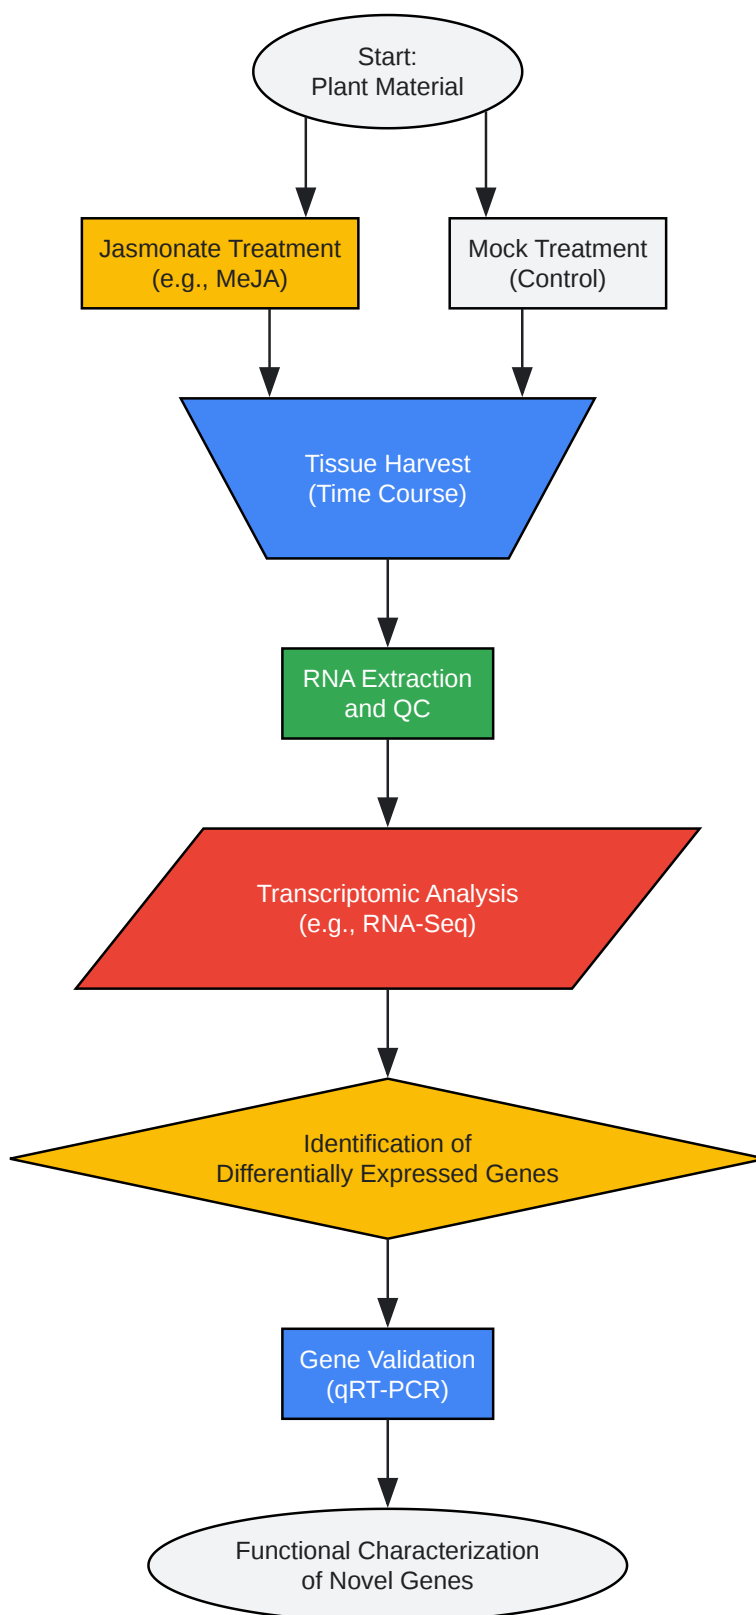 Start:
Plant Material
Jasmonate Treatment
(e.g., MeJA)
Mock Treatment
(Control)
Tissue Harvest
(Time Course)
RNA Extraction
and QC
Transcriptomic Analysis
(e.g., RNA-Seq)
Identification of
Differentially Expressed Genes
Gene Validation
(qRT-PCR)
Functional Characterization
of Novel Genes